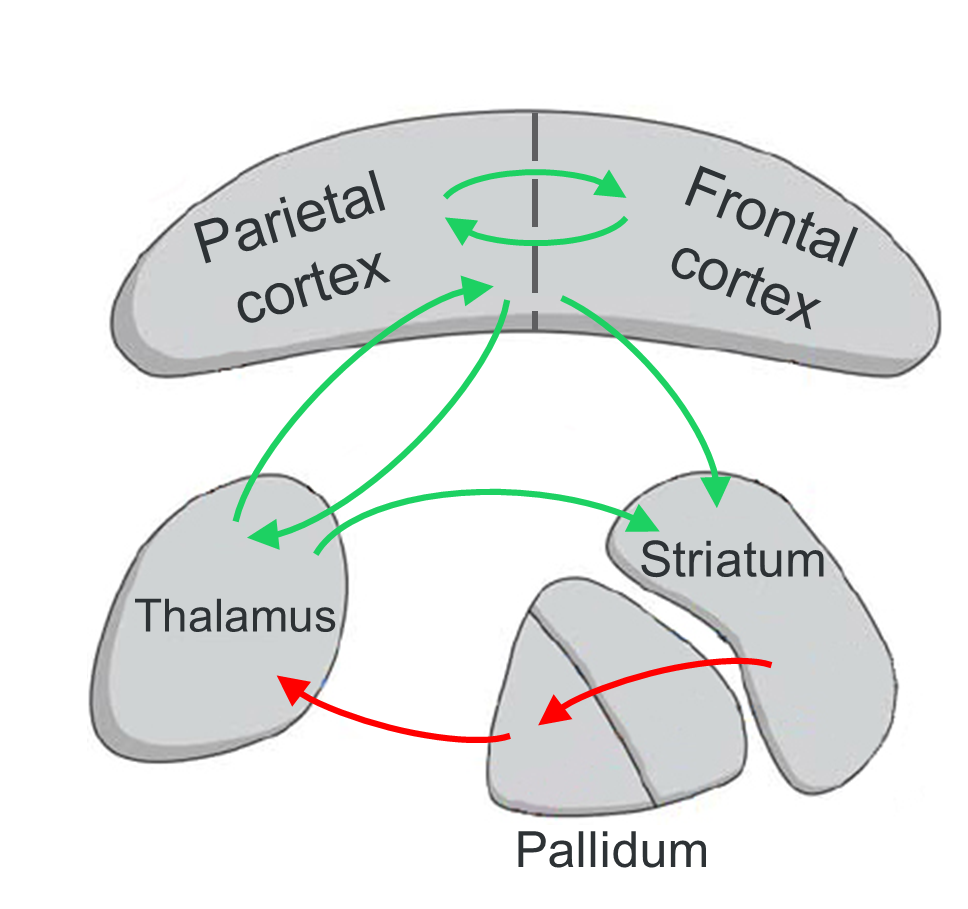 Parietal
cortex
Frontal
cortex
Striatum
Thalamus
Pallidum